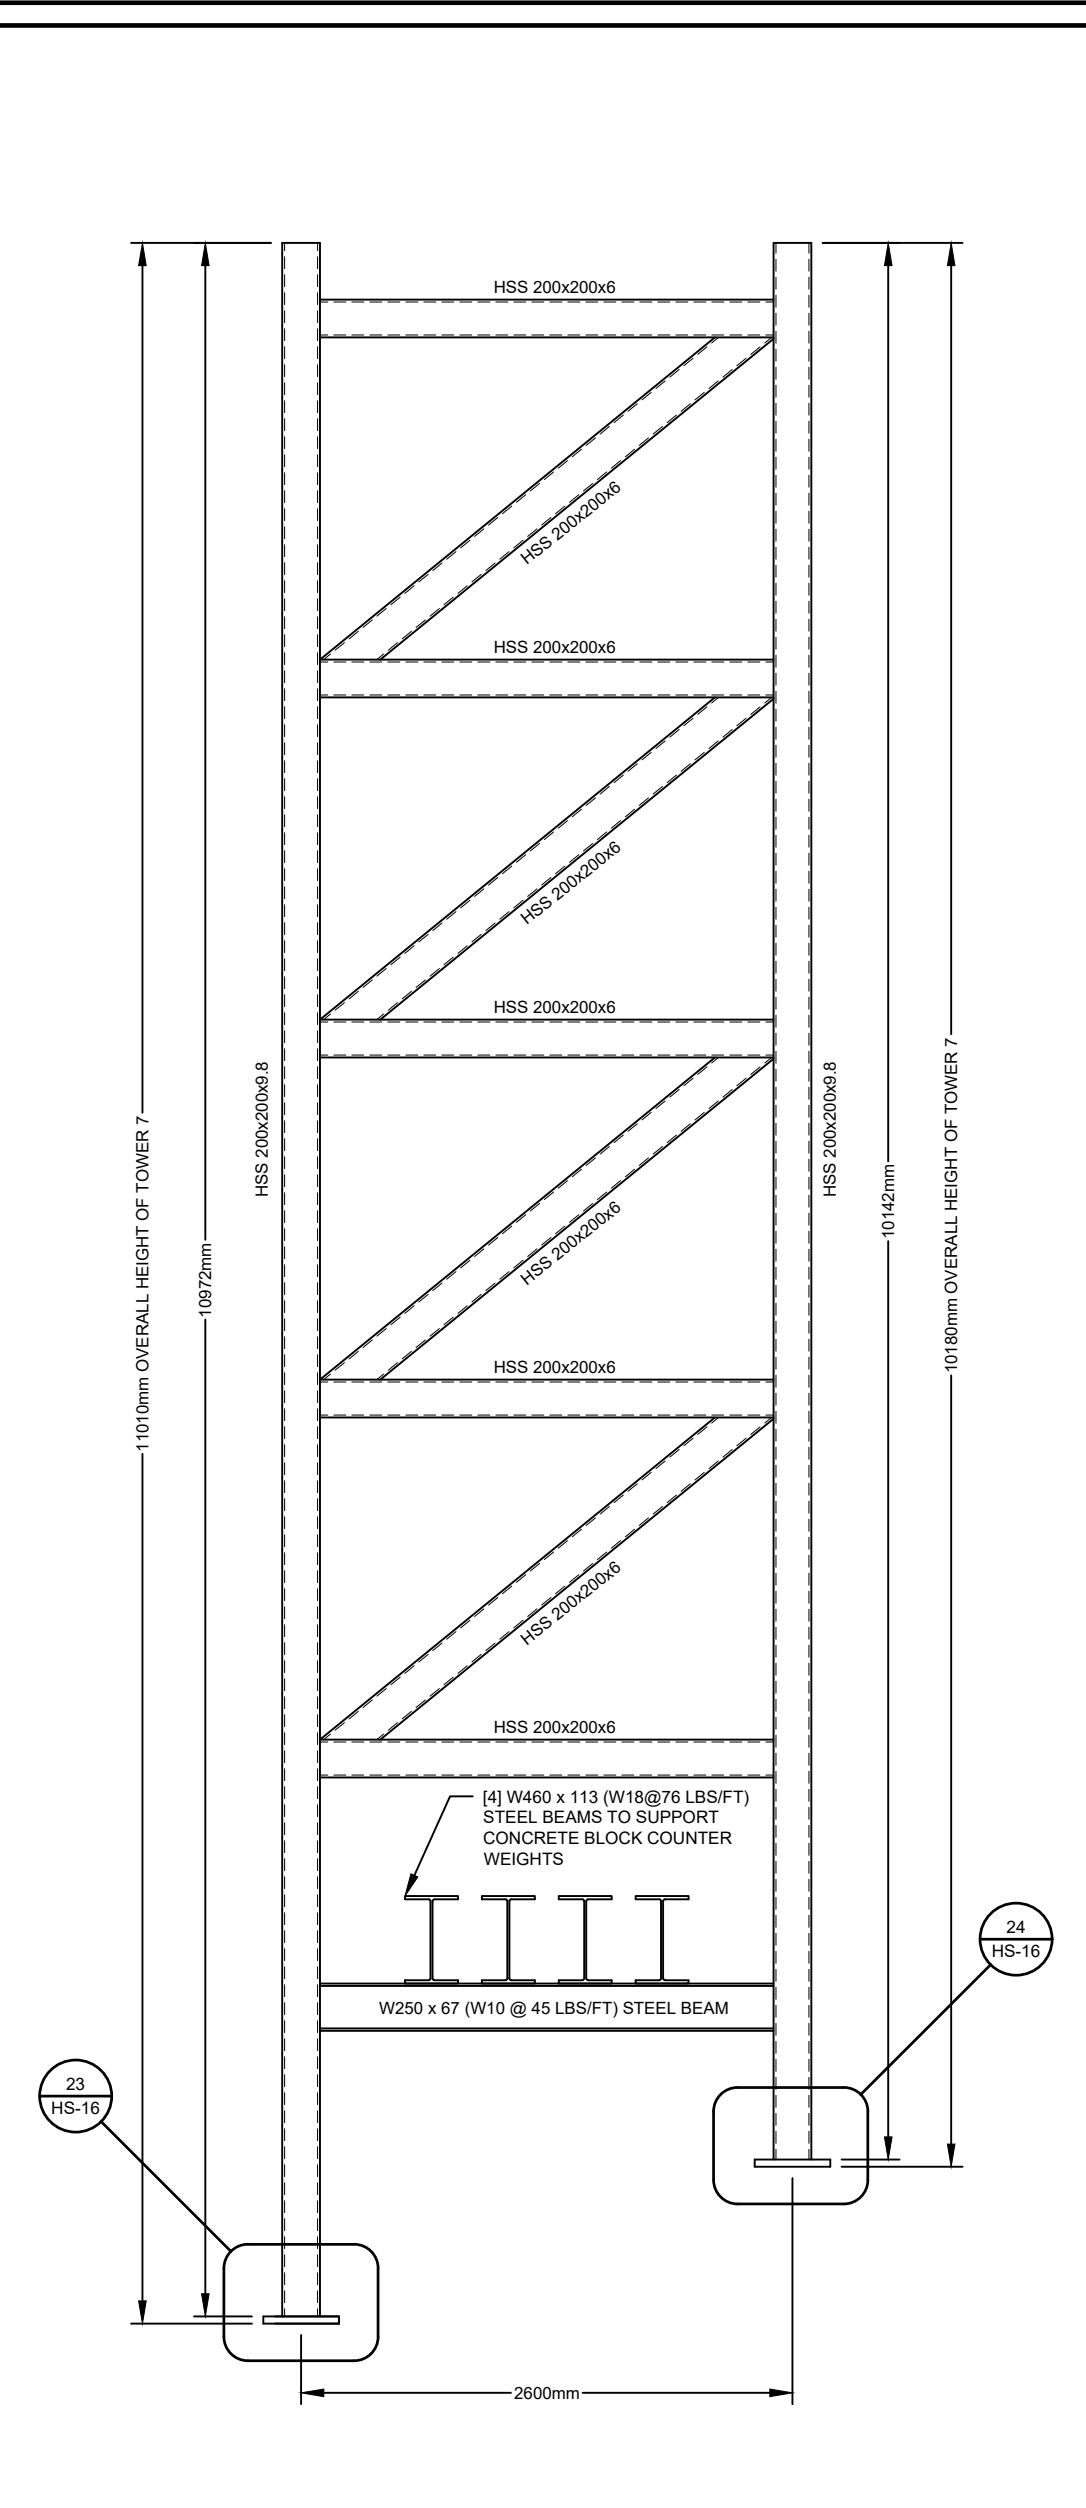 HSS 200x200x6
HSS 200x200x6
HSS 200x200x6
HSS 200x200x6
HSS 200x200x6
11010mm OVERALL HEIGHT OF TOWER 7
10972mm
HSS 200x200x9.8
HSS 200x200x9.8
10142mm
10180mm OVERALL HEIGHT OF TOWER 7
HSS 200x200x6
HSS 200x200x6
HSS 200x200x6
HSS 200x200x6
[4] W460 x 113 (W18@76 LBS/FT)
STEEL BEAMS TO SUPPORT
CONCRETE BLOCK COUNTER
WEIGHTS
24
HS-16
W250 x 67 (W10 @ 45 LBS/FT) STEEL BEAM
23
HS-16
2600mm